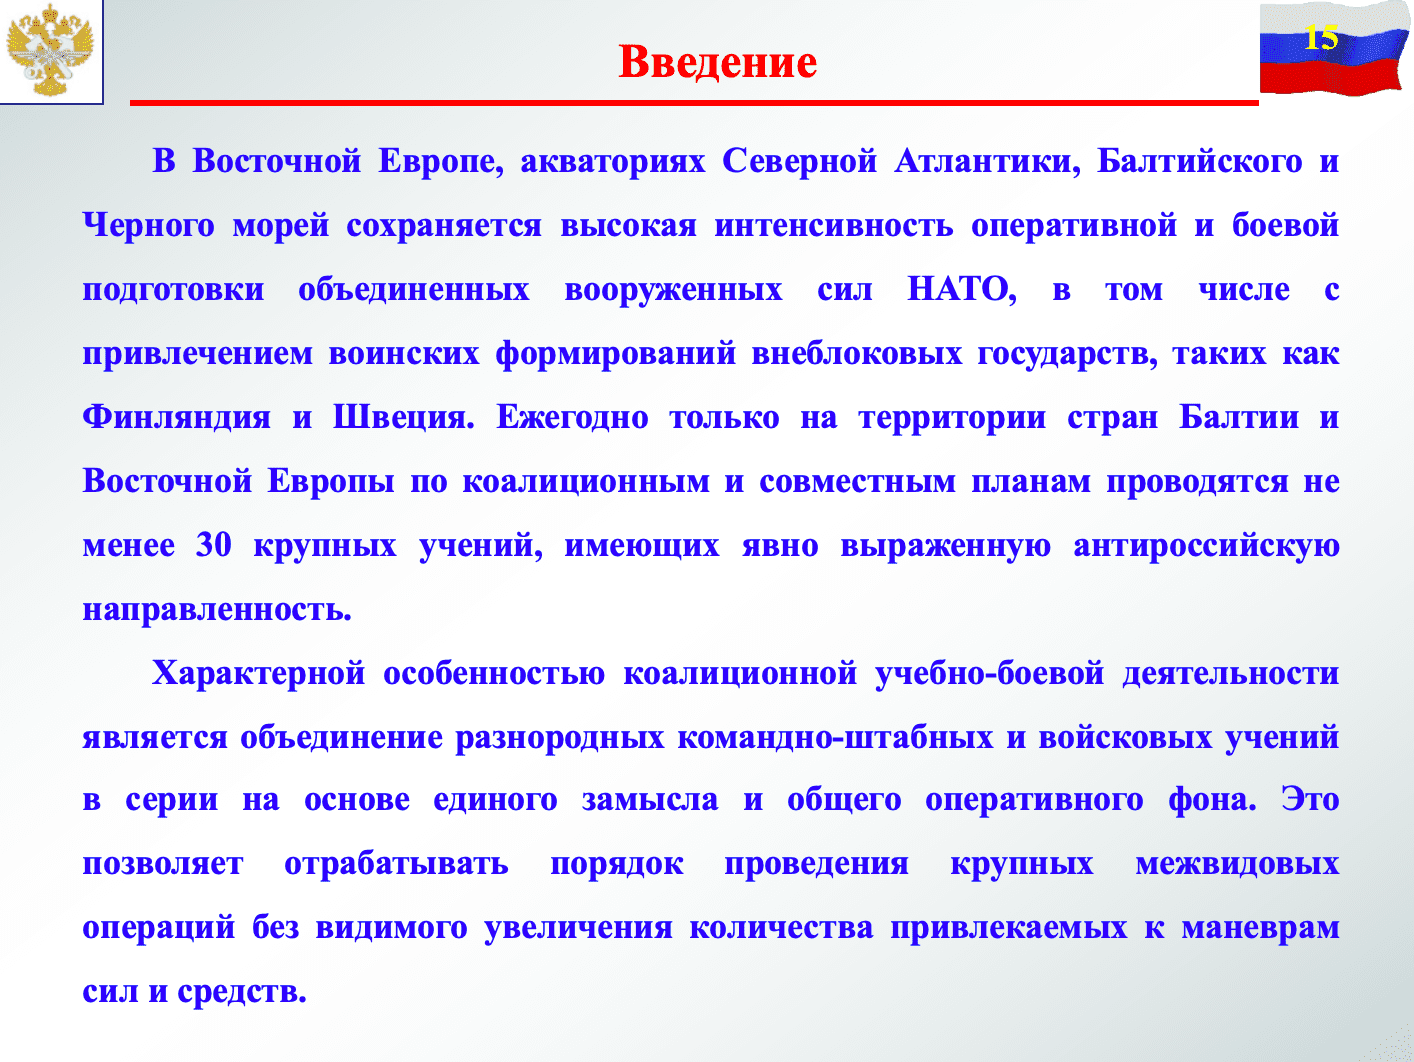 15
Введение
В Восточной Европе, акваториях Северной Атлантики, Балтийского и
Черного морей сохраняется высокая интенсивность оперативной и боевой
подготовки объединенных вооруженных сил НАТО, в том числе с
привлечением воинских формирований внеблоковых государств, таких как
Финляндия и Швеция. Ежегодно только на территории стран Балтии и
Восточной Европы по коалиционным и совместным планам проводятся не
менее 30 крупных учений, имеющих явно выраженную антироссийскую
направленность.
Характерной особенностью коалиционной учебно-боевой деятельности
является объединение разнородных командно-штабных и войсковых учений
в серии на основе единого замысла и общего оперативного фона. Это
позволяет отрабатывать порядок проведения крупных межвидовых
операций без видимого увеличения количества привлекаемых к маневрам
сил и средств.